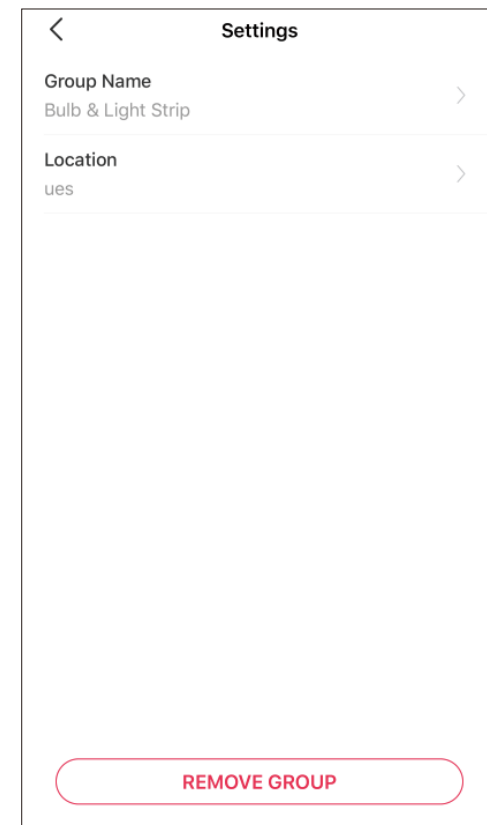 Settings
Group Name
Bulb & Light Strip
Location
ues
REMOVE GROUP